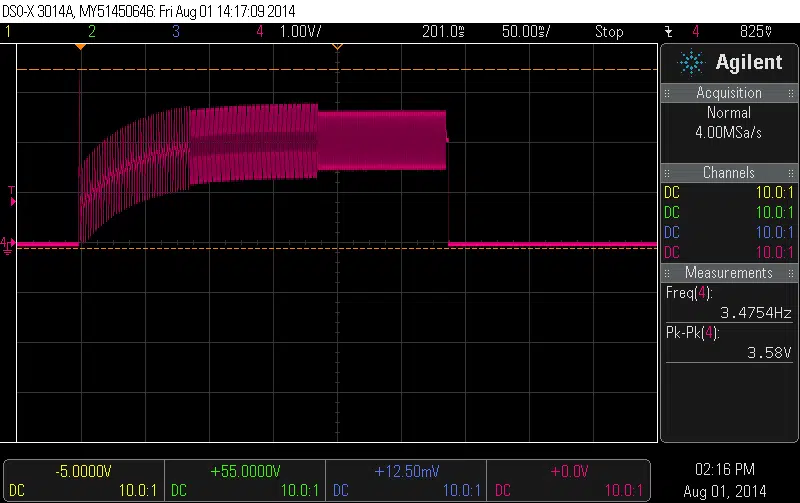 DSO-X 3014A, MY51450646: Fri Aug 01 14:17:09 2014
1 2 3 4 1.00V/ 201.0s 50.00s/ Stop 4 825mV
T
4
Agilent
Acquisition
Normal
4.00MSa/s
Channels
DC 10.0:1
DC 10.0:1
DC 10.0:1
DC 10.0:1
Measurements
Freq(4):
3.4754Hz
Pk-Pk(4):
3.58V
-5.0000V +55.0000V +12.50mV +0.0V
DC 10.0:1 DC 10.0:1 DC 10.0:1 DC 10.0:1
02:16 PM
Aug 01, 2014